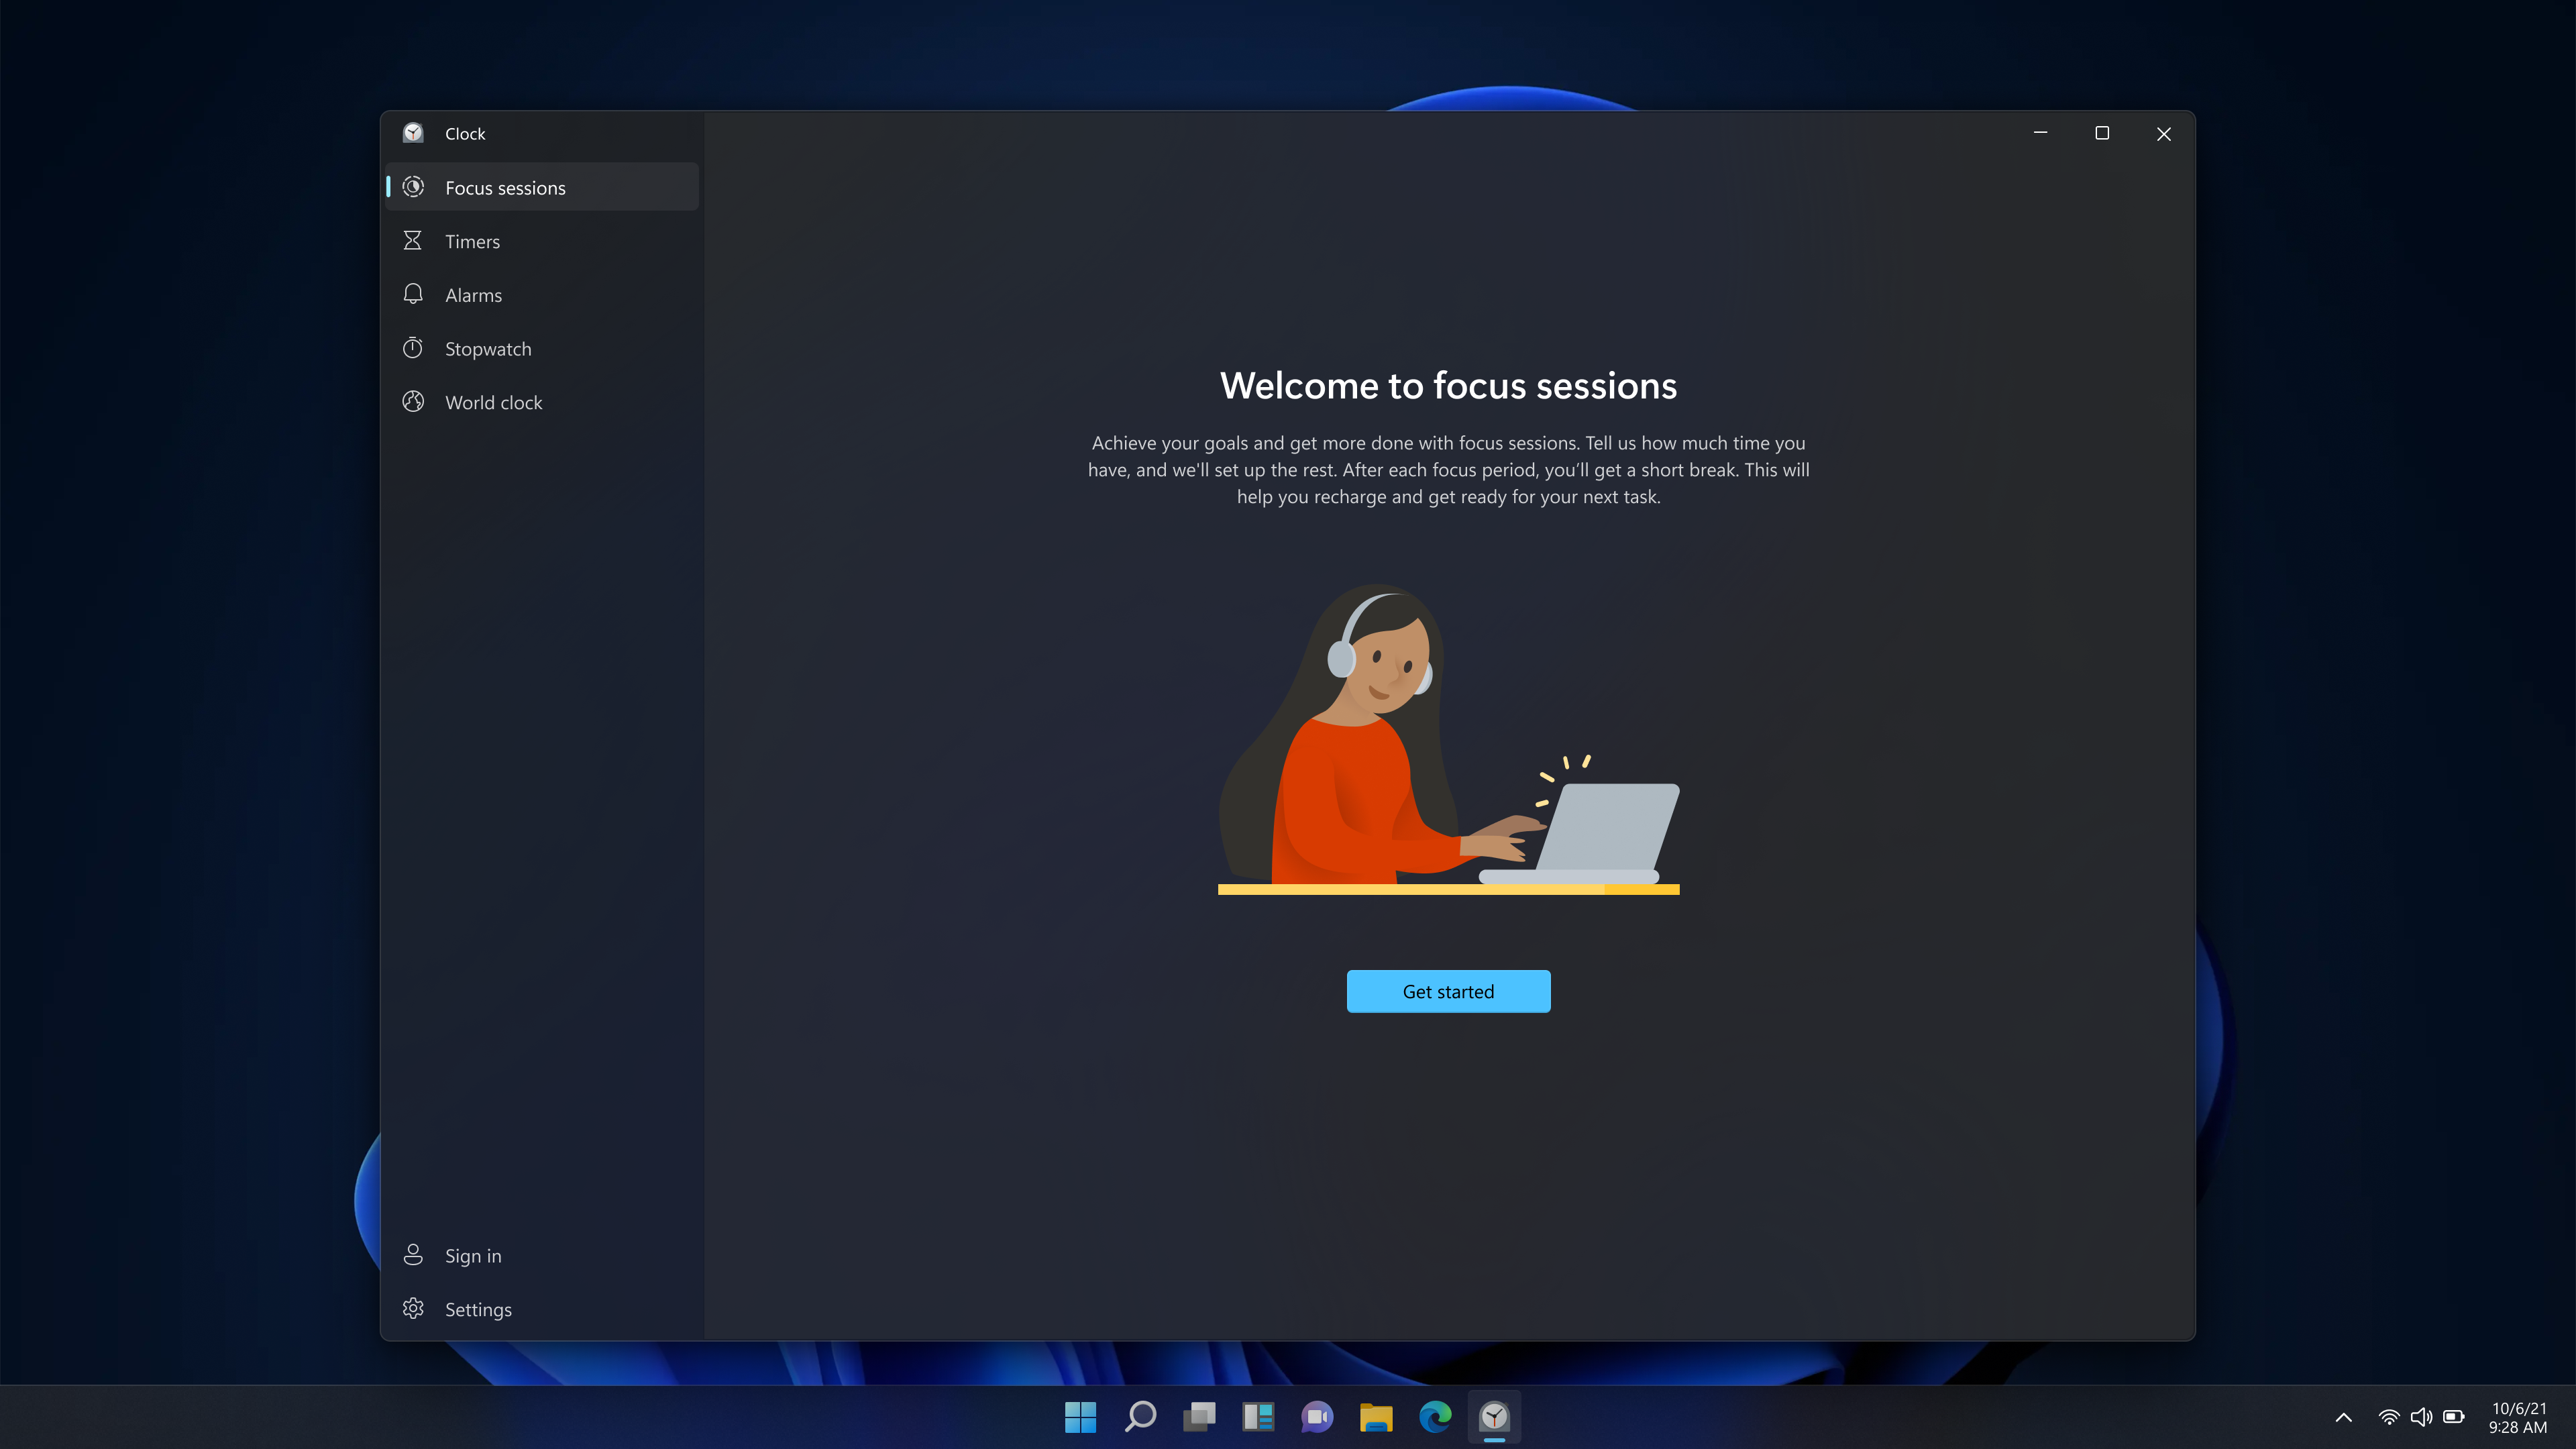 Clock
Focus sessions
Timers
Alarms
Stopwatch
World clock
Welcome to focus sessions
Achieve your goals and get more done with focus sessions. Tell us how much time you
have, and we'll set up the rest. After each focus period, you’ll get a short break. This will
help you recharge and get ready for your next task.
Get started
Sign in
Settings
10/6/21
9:28 AM